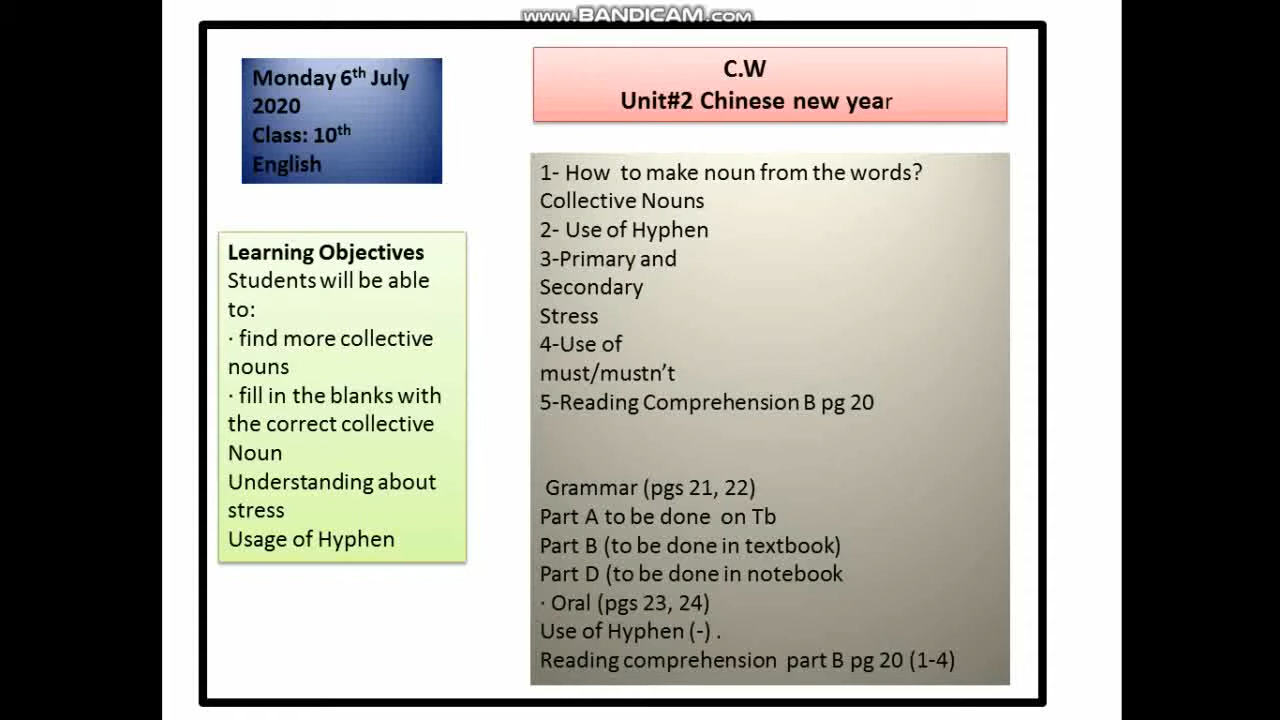 www.BANDICAM.com
Monday 6th July
2020
Class: 10th
English
C.W
Unit#2 Chinese new year
Learning Objectives
Students will be able
to:
· find more collective
nouns
· fill in the blanks with
the correct collective
Noun
Understanding about
stress
Usage of Hyphen
1- How to make noun from the words?
Collective Nouns
2- Use of Hyphen
3-Primary and
Secondary
Stress
4-Use of
must/mustn’t
5-Reading Comprehension B pg 20
Grammar (pgs 21, 22)
Part A to be done on Tb
Part B (to be done in textbook)
Part D (to be done in notebook
· Oral (pgs 23, 24)
Use of Hyphen (-) .
Reading comprehension part B pg 20 (1-4)